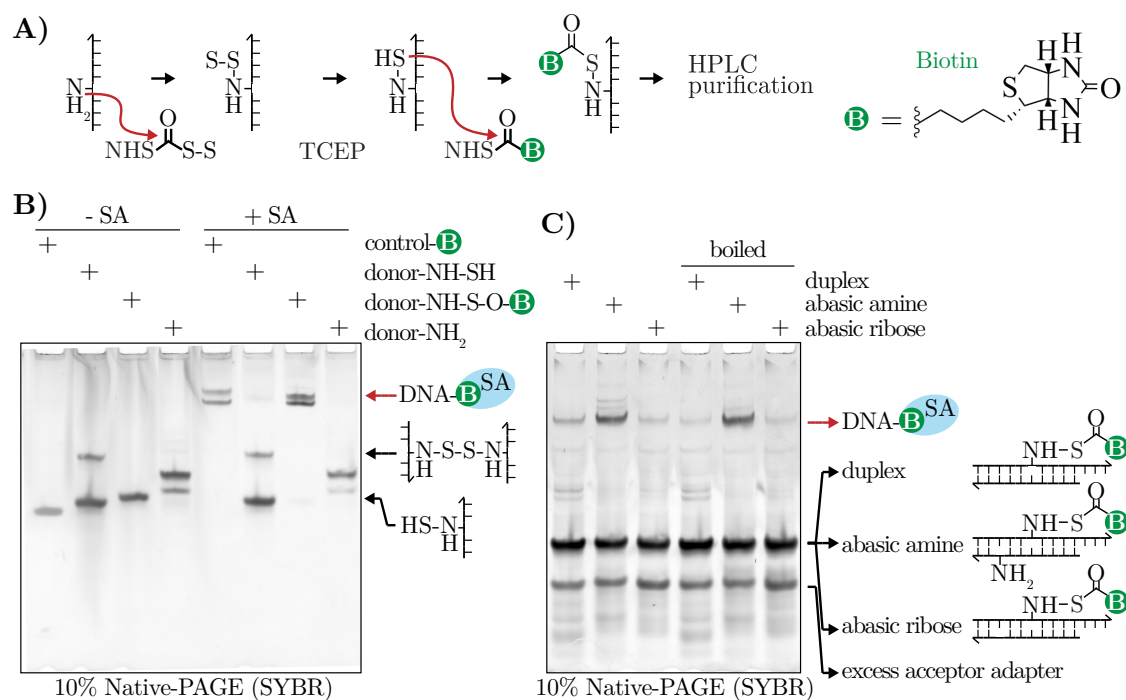 A)
S-S
N
H
N
H₂
O
NHS
S-S
TCEP
HS
N
H
O
NHS
B
O
B
S
N
H
HPLC
purification
Biotin
B =
H
H
N
S
O
N
H
H
B)
- SA
+ SA
+ + control-B
+ + donor-NH-SH
+ + donor-NH-S-O-B
+ + donor-NH₂
DNA-B SA
N-S-S-N
H H
HS-N
H
10% Native-PAGE (SYBR)
C)
boiled
+ + duplex
+ + abasic amine
+ + abasic ribose
DNA-B SA
O
NH-S B
duplex
O
NH-S B
abasic amine
NH₂
O
NH-S B
abasic ribose
excess acceptor adapter
10% Native-PAGE (SYBR)